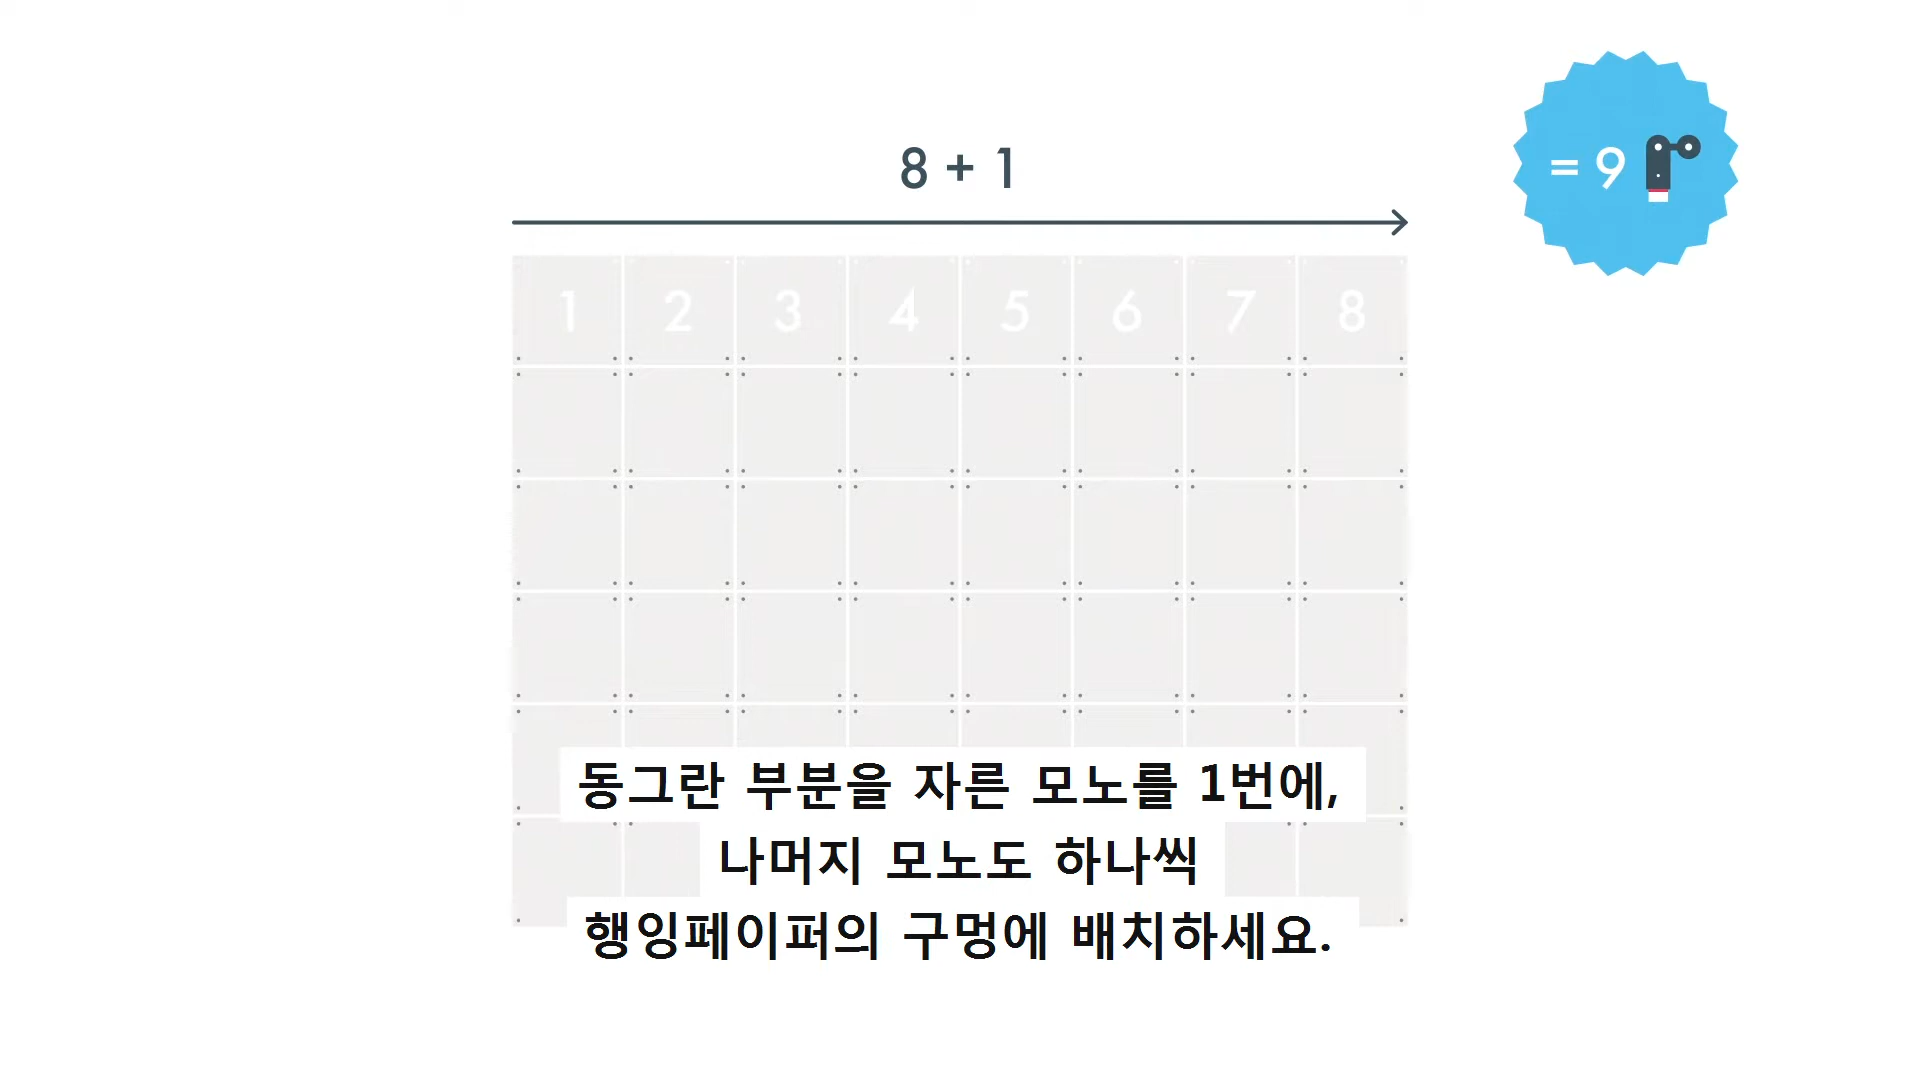 8 + 1
= 9
1 2 3 4 5 6 7 8
동그란 부분을 자른 모노를 1번에,
나머지 모노도 하나씩
행잉페이퍼의 구멍에 배치하세요.